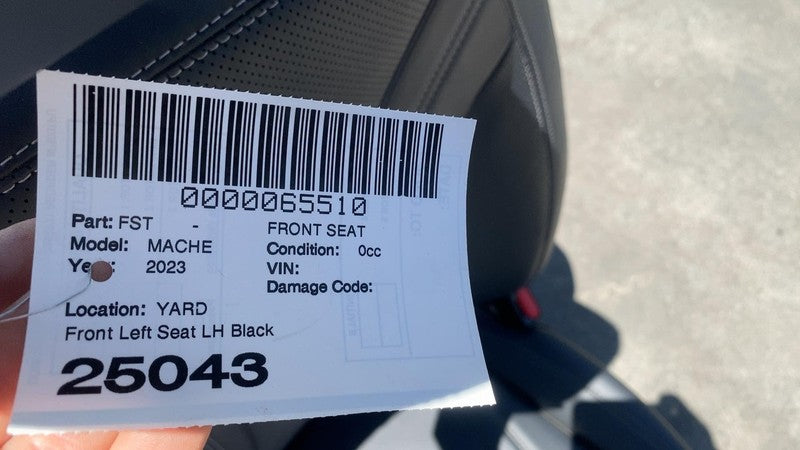 0000065510
Part: FST - FRONT SEAT
Model: MACHE Condition: 0cc
Ye : 2023 VIN:
Damage Code:
Location: YARD
Front Left Seat LH Black
25043